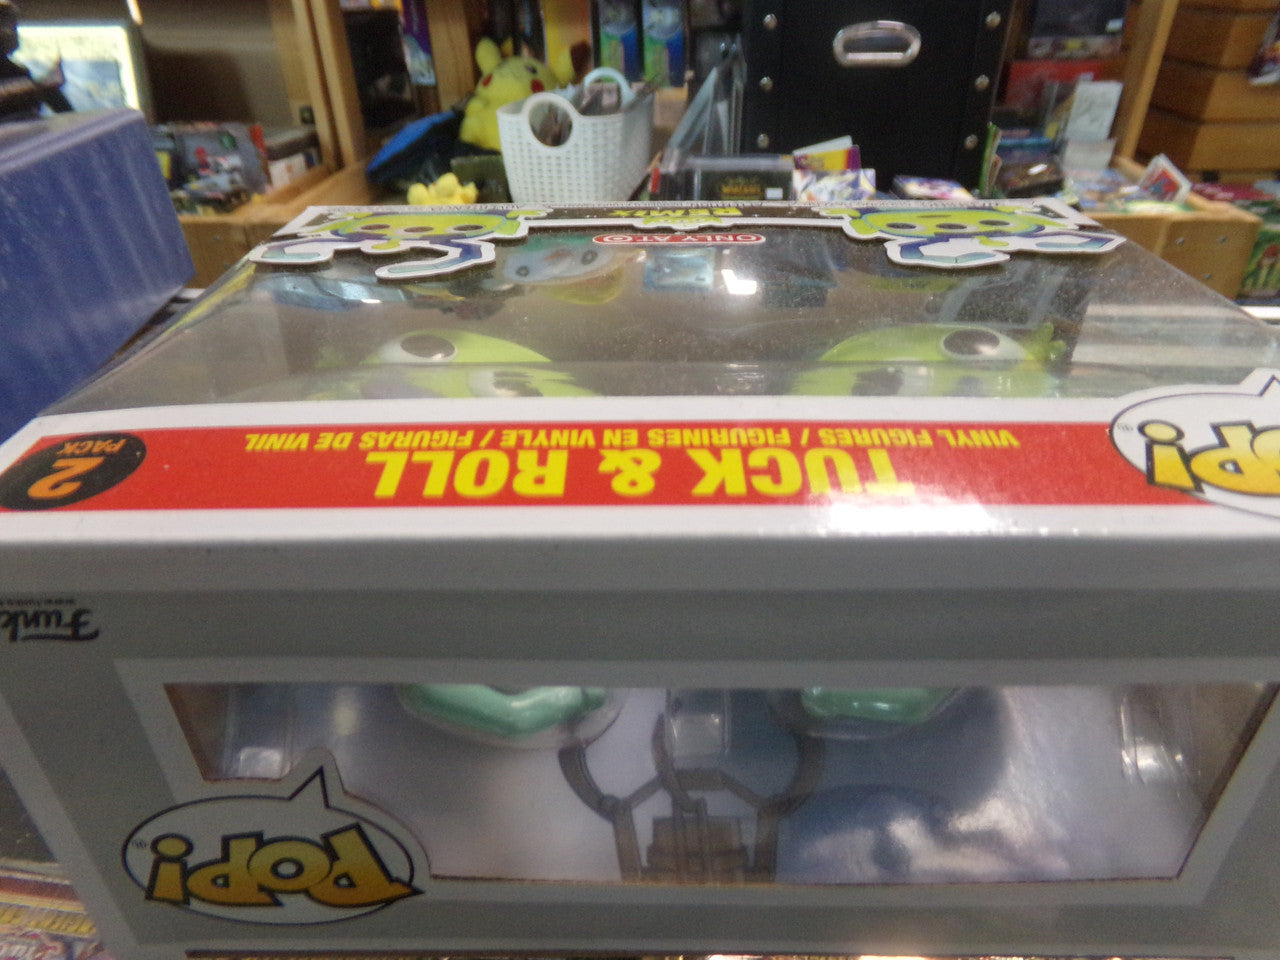 REMIX
ONLY AT
2
PACK
TUCK & ROLL
VINYL FIGURES / FIGURINES EN VINYLE / FIGURAS DE VINIL
POP!
Funko
POP!